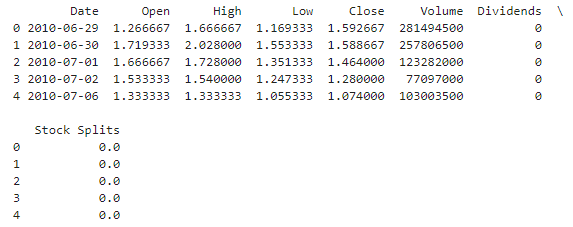 Date Open High Low Close Volume Dividends \
0 2010-06-29 1.266667 1.666667 1.169333 1.592667 281494500 0
1 2010-06-30 1.719333 2.028000 1.553333 1.588667 257806500 0
2 2010-07-01 1.666667 1.728000 1.351333 1.464000 123282000 0
3 2010-07-02 1.533333 1.540000 1.247333 1.280000 77097000 0
4 2010-07-06 1.333333 1.333333 1.055333 1.074000 103003500 0
Stock Splits
0 0.0
1 0.0
2 0.0
3 0.0
4 0.0